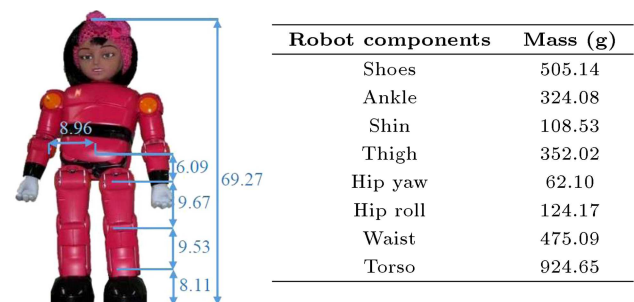 8.96
6.09
69.27
9.67
9.53
8.11
Robot components Mass (g)
Shoes 505.14
Ankle 324.08
Shin 108.53
Thigh 352.02
Hip yaw 62.10
Hip roll 124.17
Waist 475.09
Torso 924.65